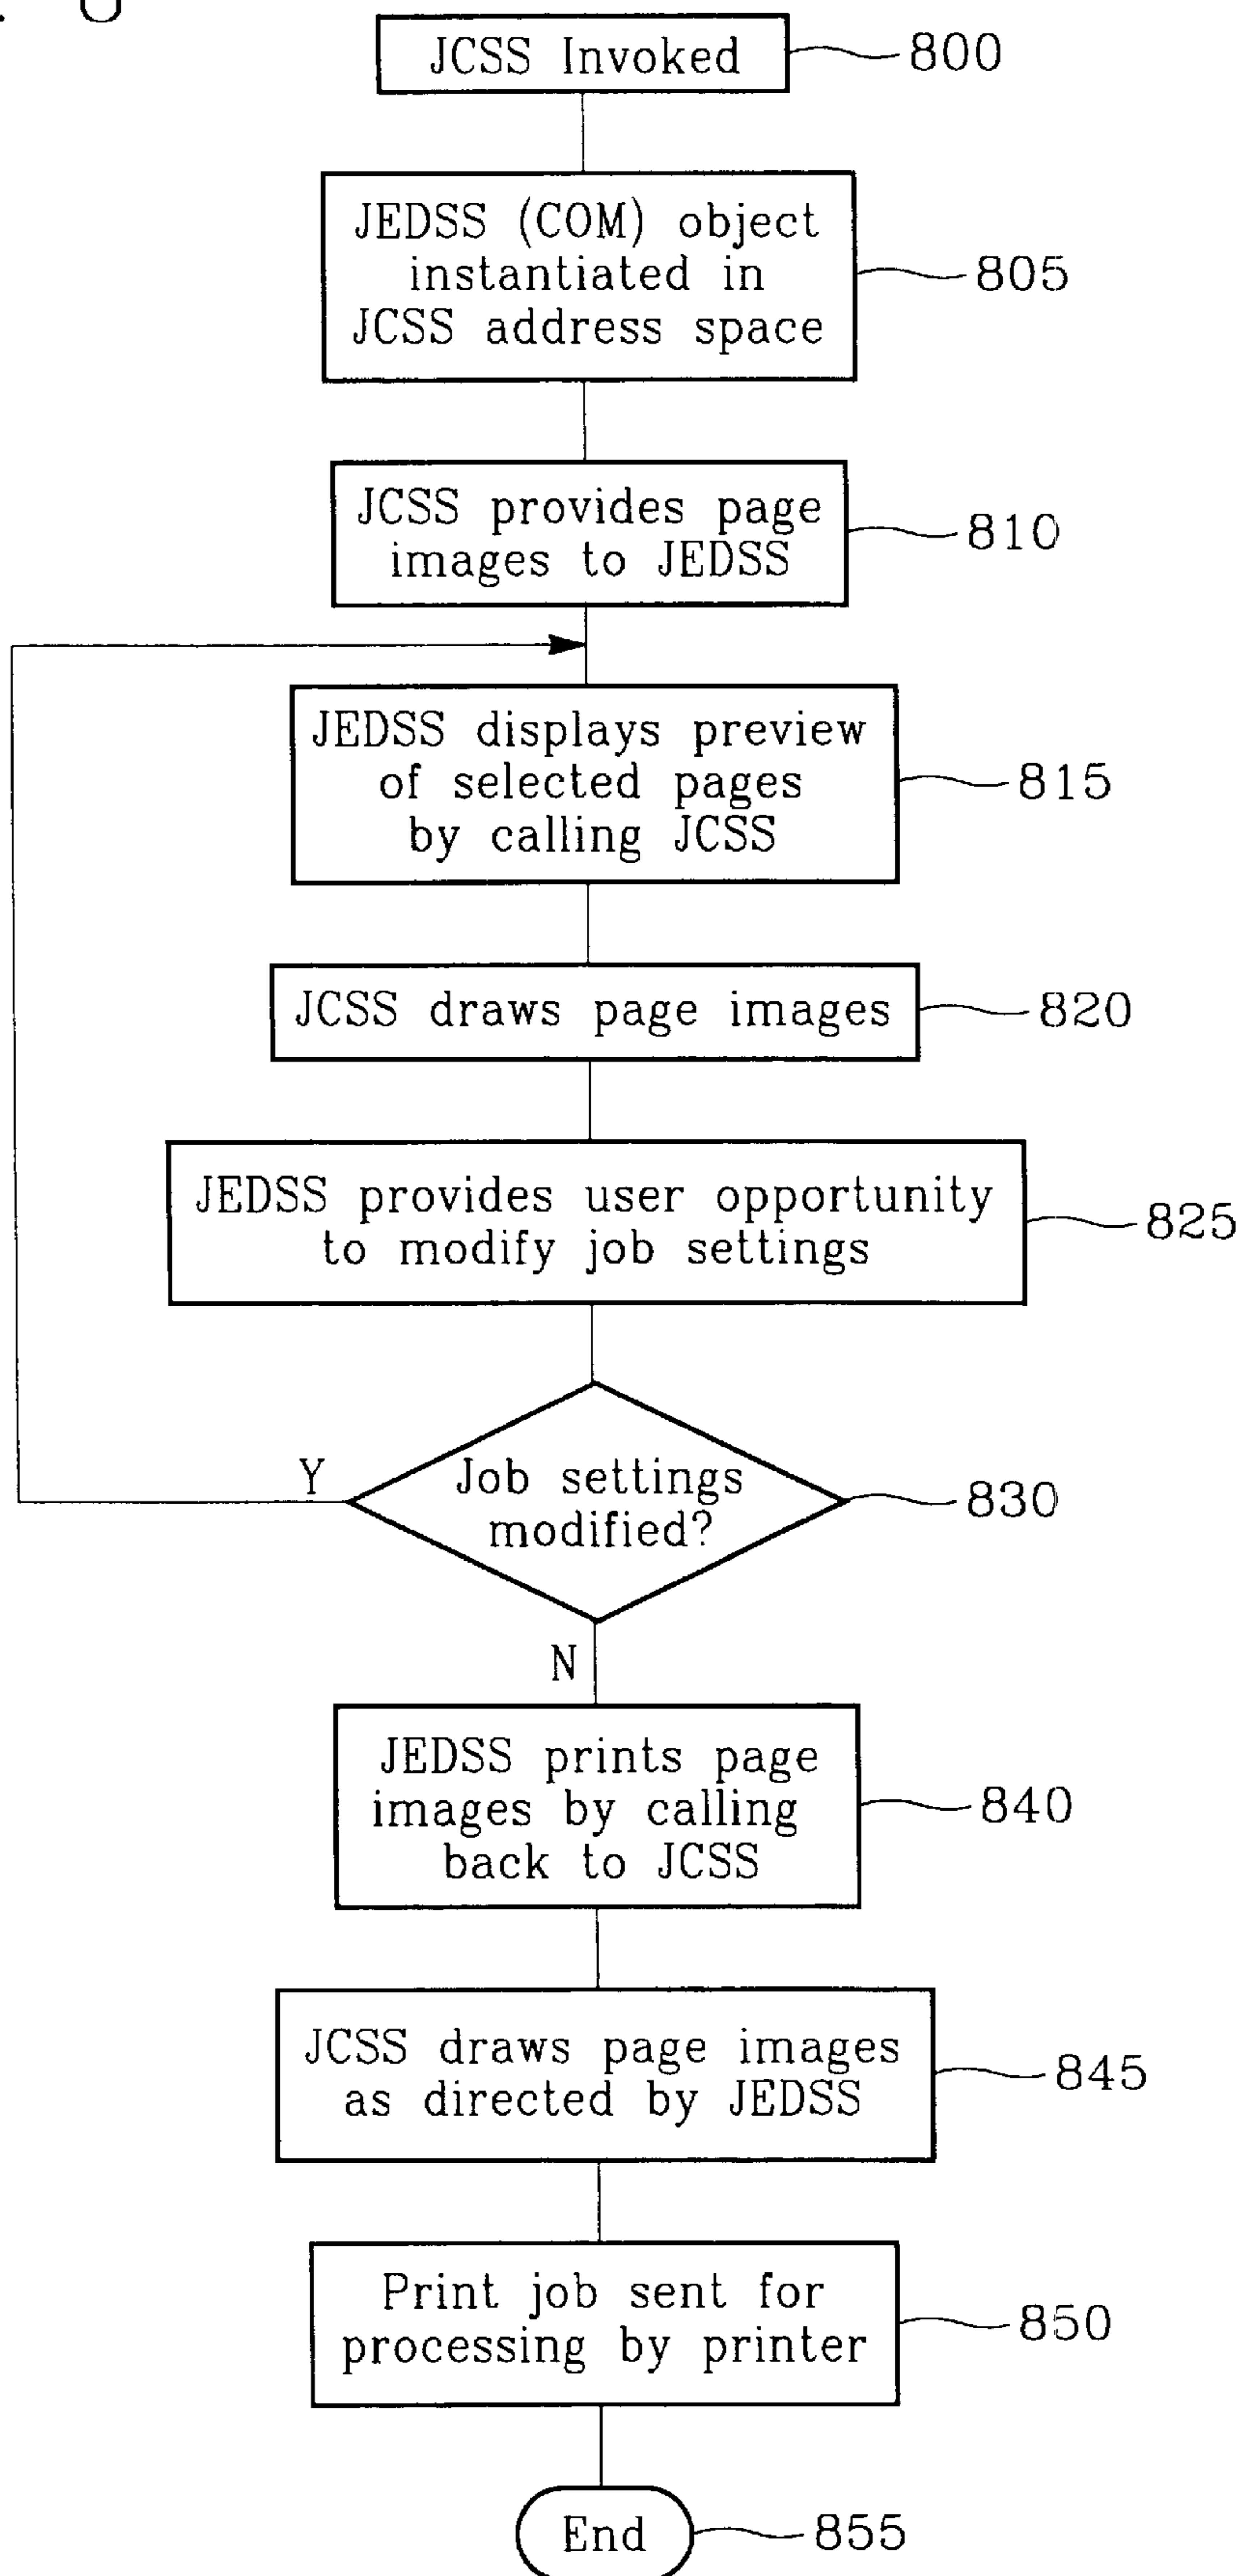 8
JCSS Invoked
800
JEDSS (COM) object
instantiated in
JCSS address space
805
JCSS provides page
images to JEDSS
810
JEDSS displays preview
of selected pages
by calling JCSS
815
JCSS draws page images
820
JEDSS provides user opportunity
to modify job settings
825
Y
Job settings
modified?
830
N
JEDSS prints page
images by calling
back to JCSS
840
JCSS draws page images
as directed by JEDSS
845
Print job sent for
processing by printer
850
End
855